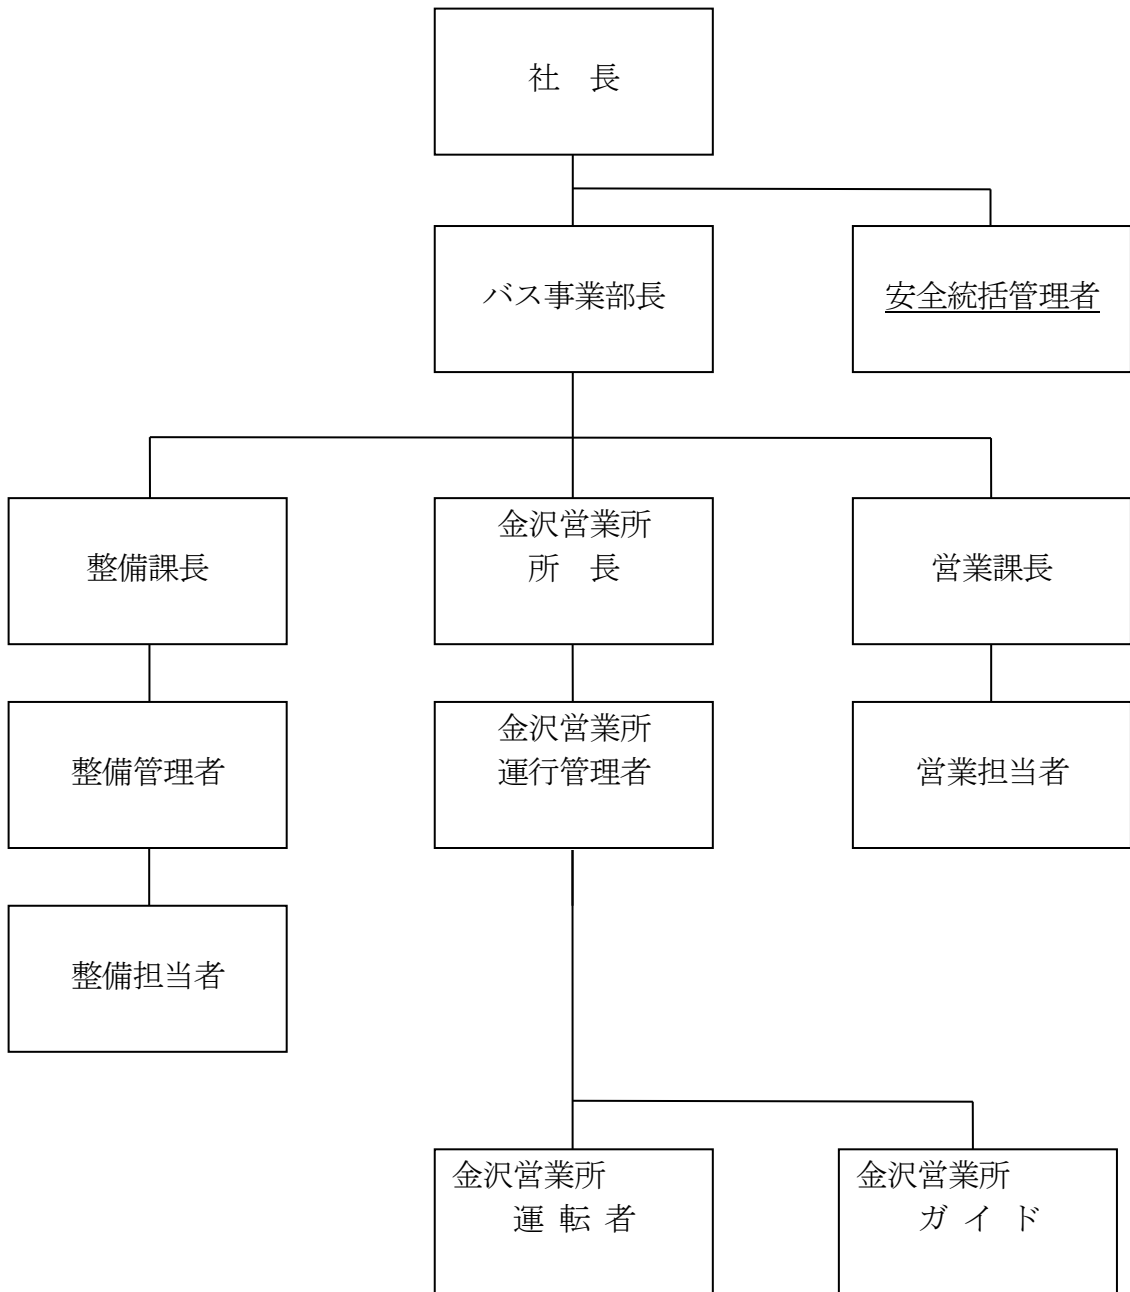 社　長
バス事業部長
安全統括管理者
整備課長
金沢営業所
所　長
営業課長
整備管理者
金沢営業所
運行管理者
営業担当者
整備担当者
金沢営業所
運 転 者
金沢営業所
ガ イ ド